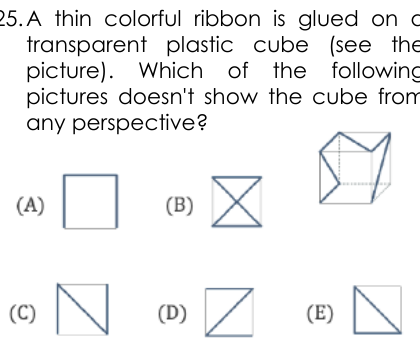 25. A thin colorful ribbon is glued on
transparent plastic cube (see the
picture). Which of the following
pictures doesn't show the cube from
any perspective?
(A) (B)
(C) (D) (E)